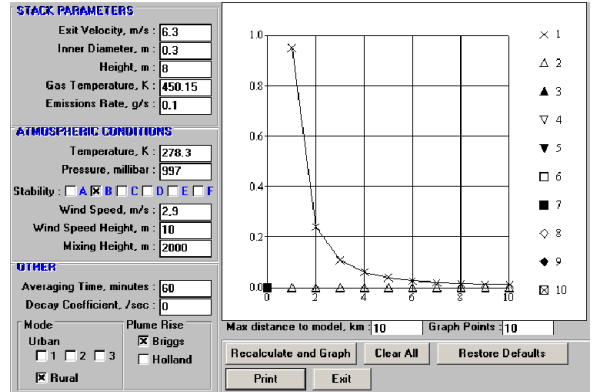 STACK PARAMETERS
Exit Velocity, m/s : 6.3
Inner Diameter, m : 0.3
Height, m : 8
Gas Temperature, K : 450.15
Emissions Rate, g/s : 0.1
ATMOSPHERIC CONDITIONS
Temperature, K : 278.3
Pressure, millibar : 997
Stability : A B C D E F
Wind Speed, m/s : 2.9
Wind Speed Height, m : 10
Mixing Height, m : 2000
OTHER
Averaging Time, minutes : 60
Decay Coefficient, /sec : 0
Mode
Urban
1 2 3
Rural
Plume Rise
Briggs
Holland
1.0
0.8
0.6
0.4
0.2
0.0
0 2 4 6 8 10
1
2
3
4
5
6
7
8
9
10
Max distance to model, km : 10 Graph Points : 10
Recalculate and Graph Clear All Restore Defaults
Print Exit